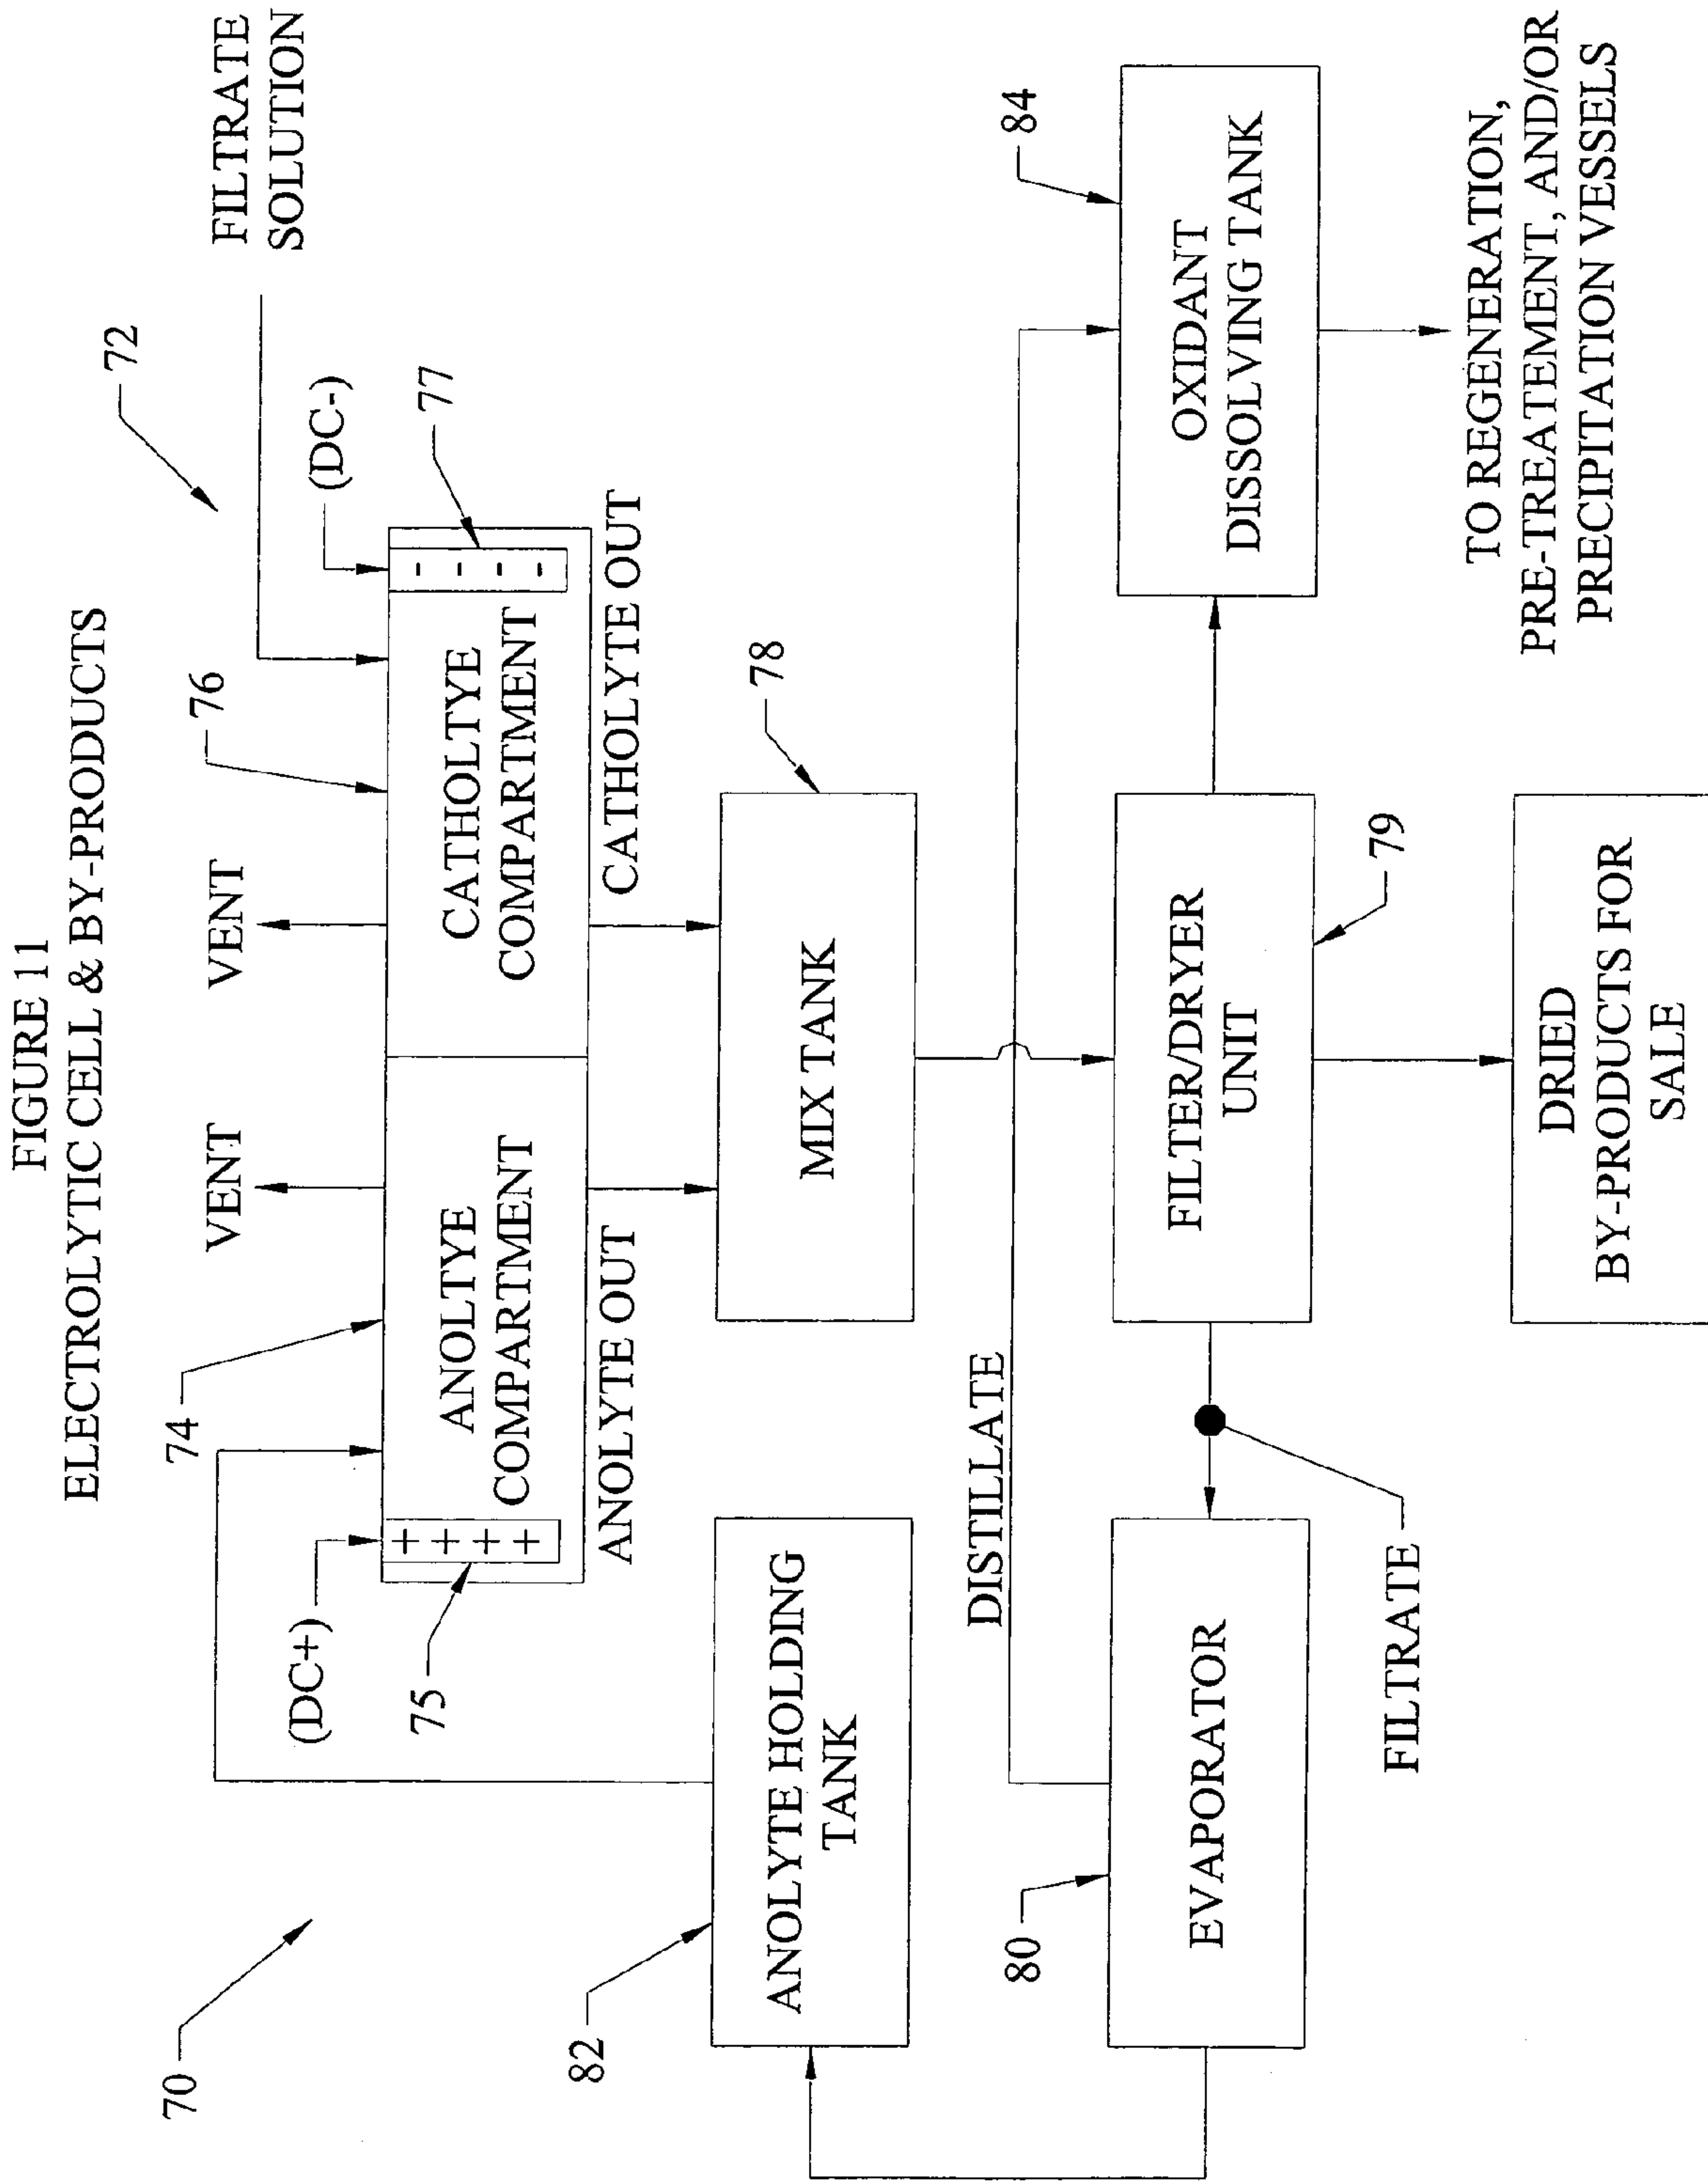 FIGURE 11
ELECTROLYTIC CELL & BY-PRODUCTS
70
72
FILTRATE
SOLUTION
VENT
VENT
74
76
(DC+)
(DC-)
75
77
+ + + +
- - - -
ANOLTYE
COMPARTMENT
CATHOLTYE
COMPARTMENT
ANOLYTE OUT
CATHOLYTE OUT
82
ANOLYTE HOLDING
TANK
78
MIX TANK
DISTILLATE
80
EVAPORATOR
FILTRATE
FILTER/DRYER
UNIT
79
84
OXIDANT
DISSOLVING TANK
DRIED
BY-PRODUCTS FOR
SALE
TO REGENERATION,
PRE-TREATEMENT, AND/OR
PRECIPITATION VESSELS